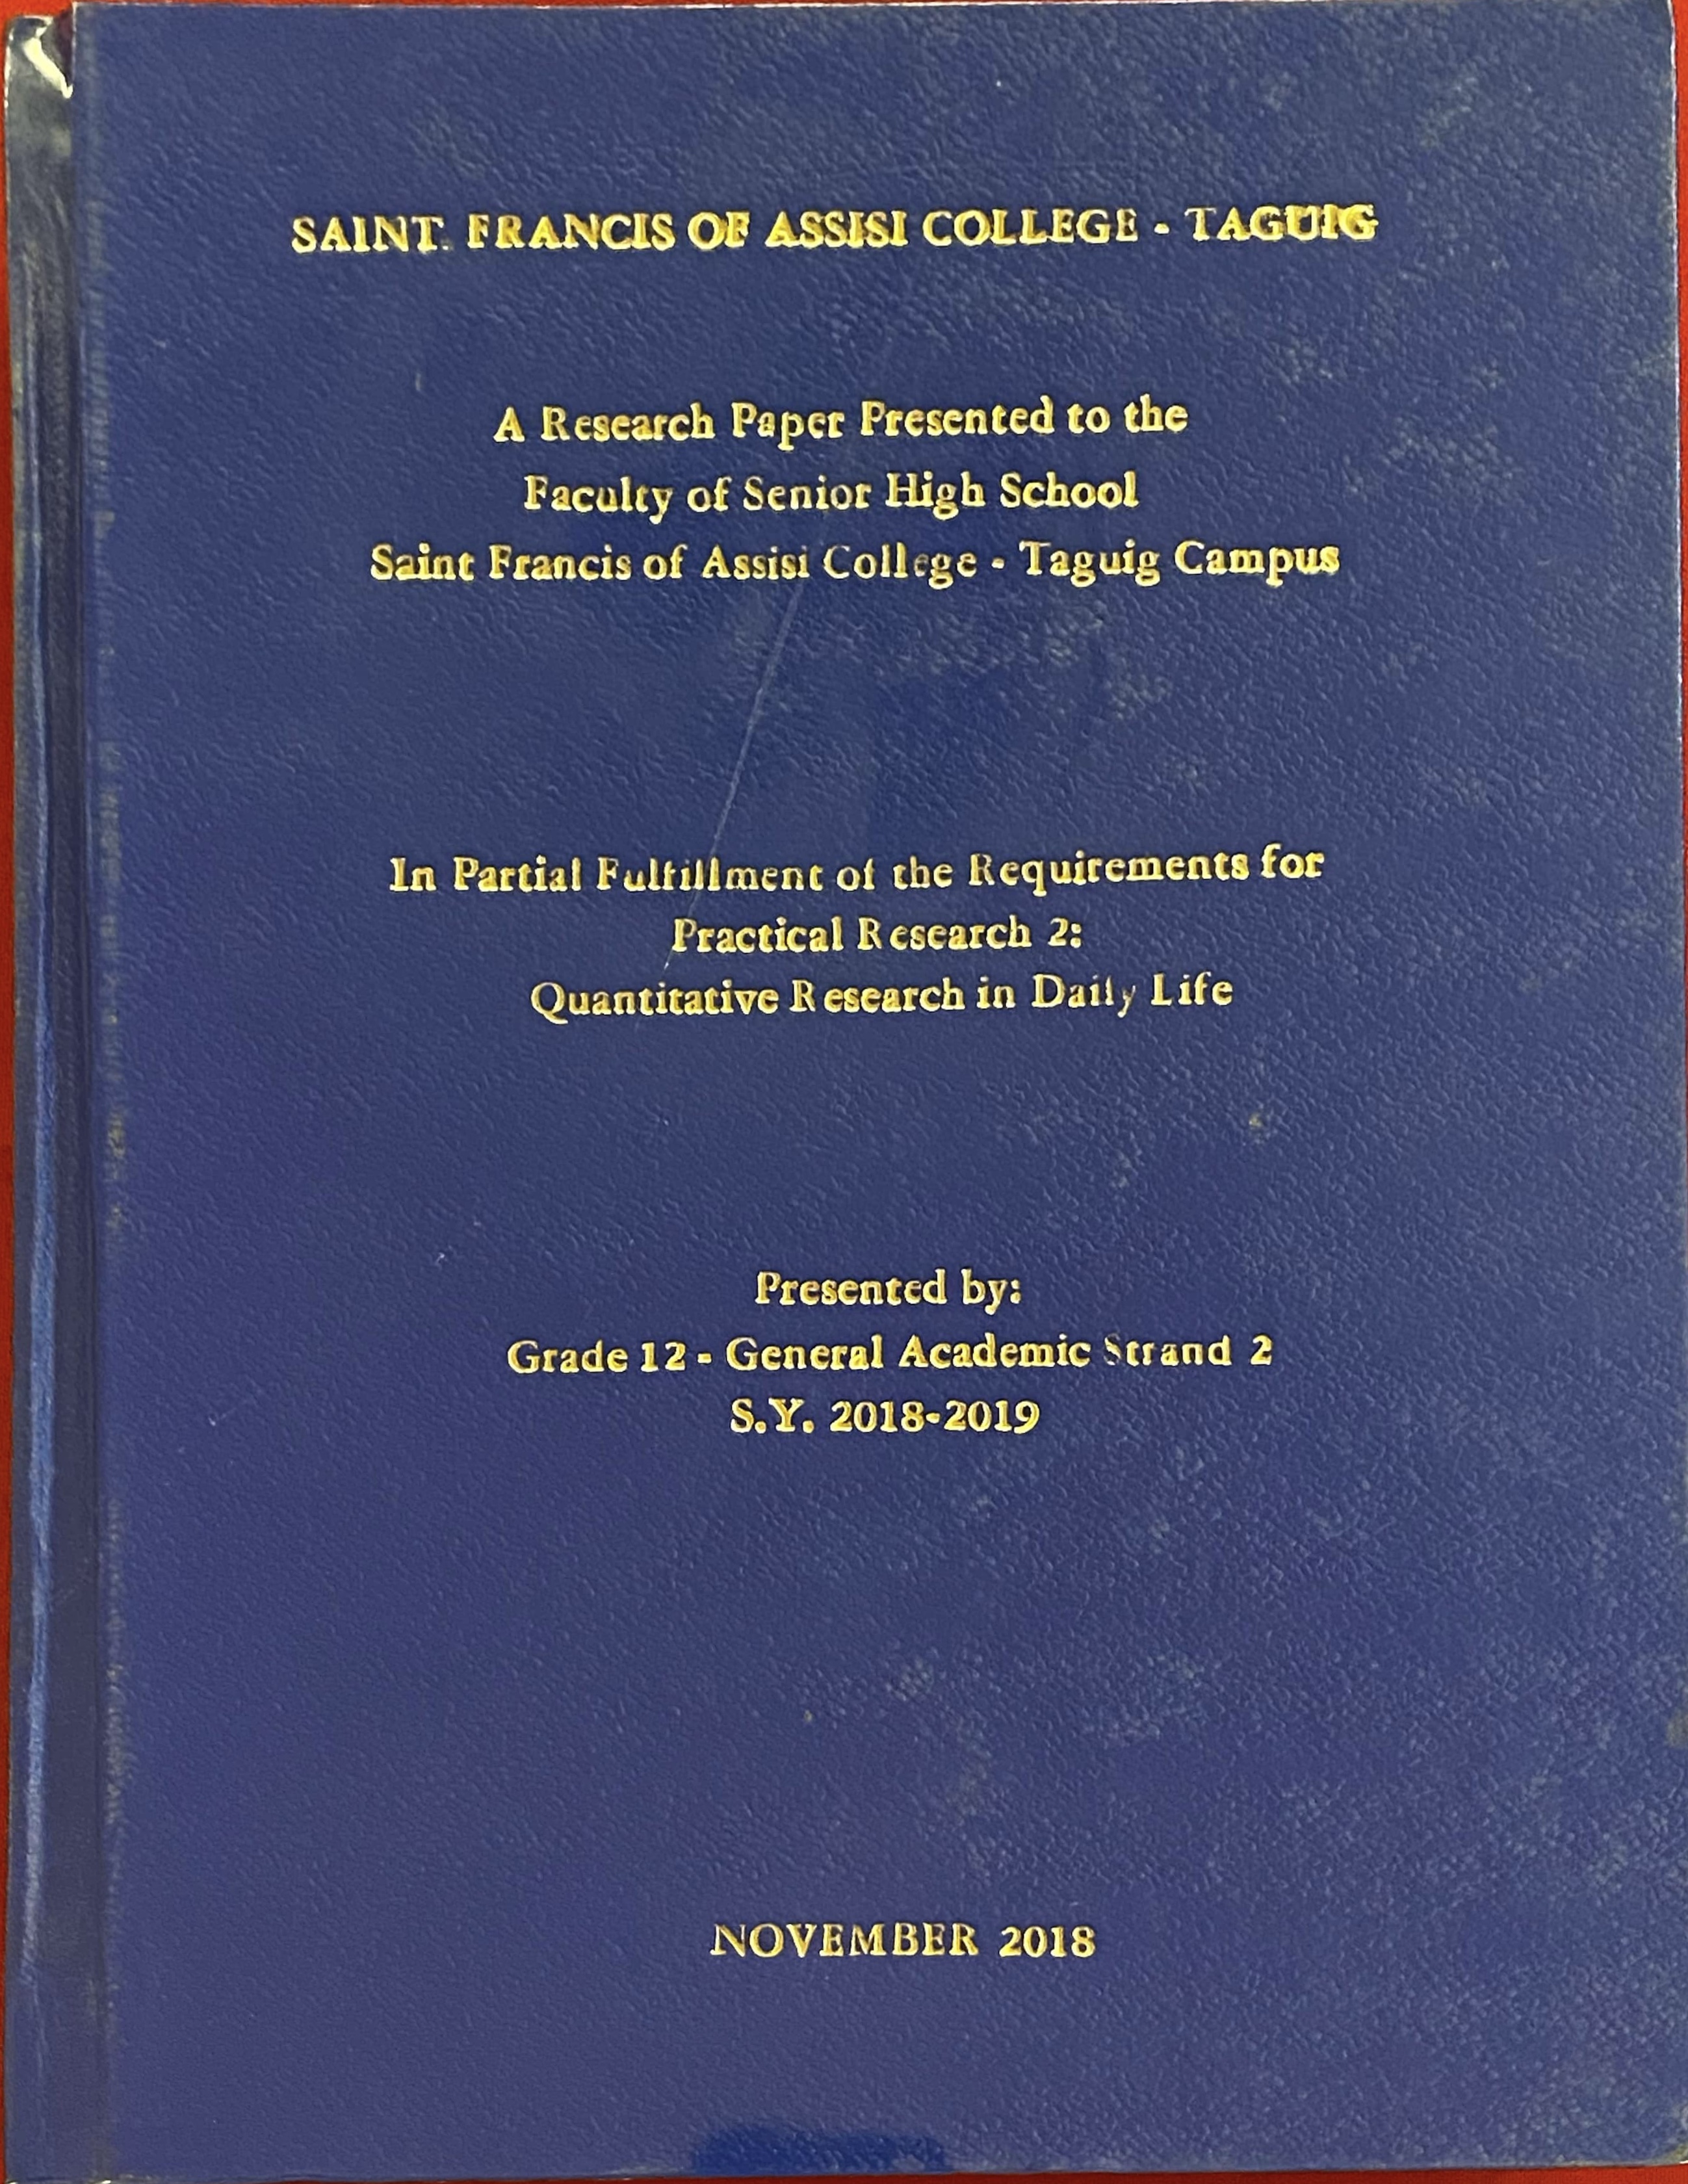 SAINT. FRANCIS OF ASSISI COLLEGE - TAGUIG
A Research Paper Presented to the
Faculty of Senior High School
Saint Francis of Assisi College - Taguig Campus
In Partial Fulfillment of the Requirements for
Practical Research 2:
Quantitative Research in Daily Life
Presented by:
Grade 12 - General Academic Strand 2
S.Y. 2018-2019
NOVEMBER 2018